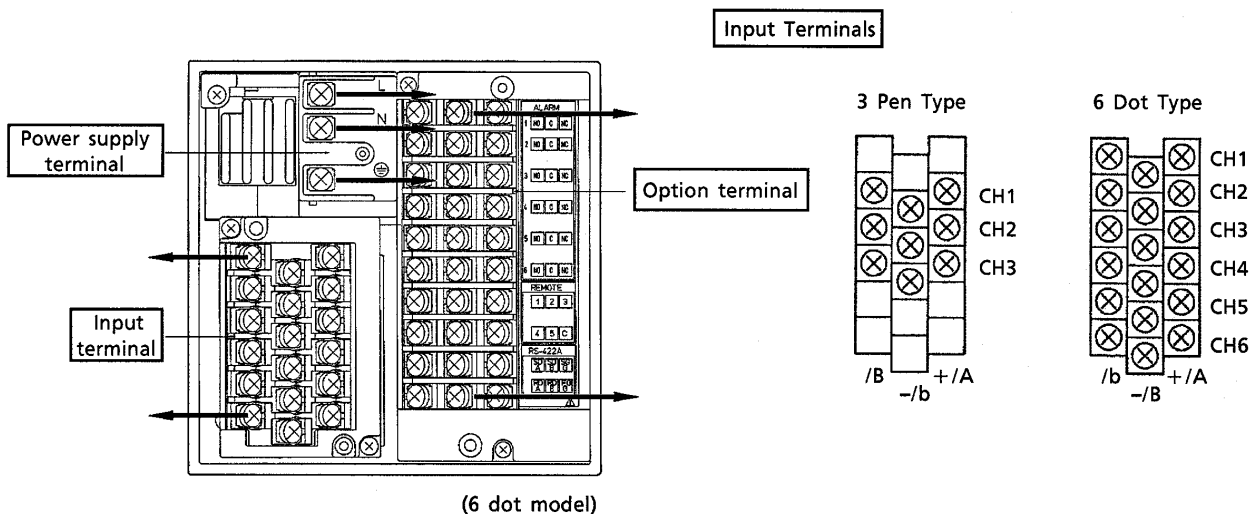 Input Terminals
3 Pen Type
6 Dot Type
Power supply
terminal
L
N
ALARM
1 NO C NC
2 NO C NC
3 NO C NC
4 NO C NC
5 NO C NC
6 NO C NC
REMOTE
1 2 3
4 5 C
RS-422A
Option terminal
Input
terminal
CH1
CH2
CH3
/B
–/b
+/A
CH1
CH2
CH3
CH4
CH5
CH6
/b
–/B
+/A
(6 dot model)